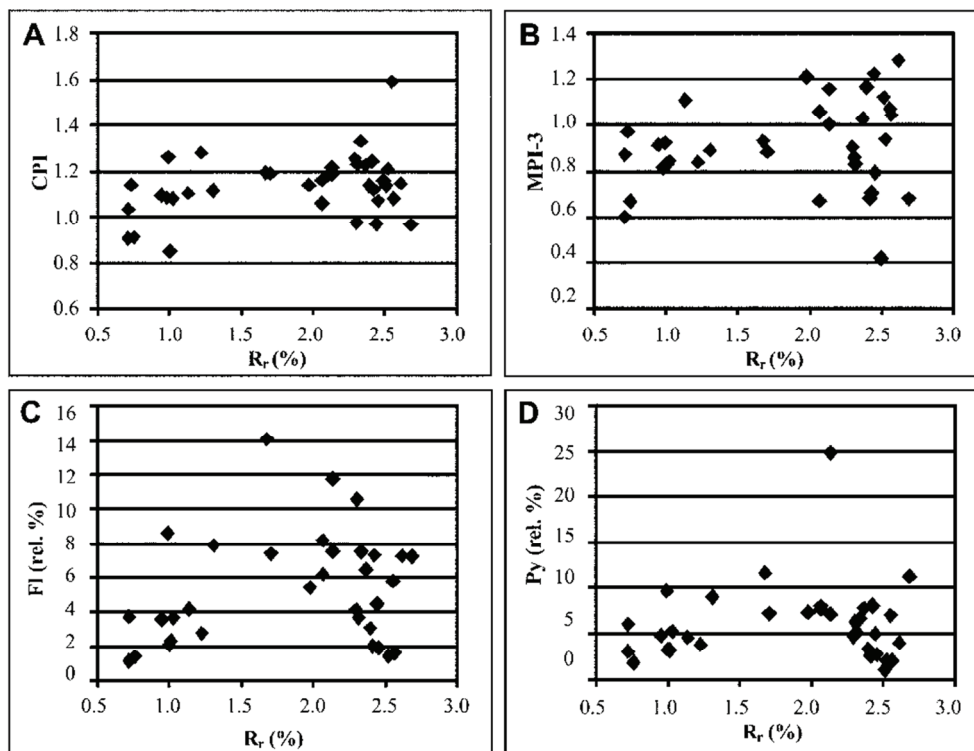 A
CPI
1.8
1.6
1.4
1.2
1.0
0.8
0.6
0.5 1.0 1.5 2.0 2.5 3.0
Rr (%)
B
MPI-3
1.4
1.2
1.0
0.8
0.6
0.4
0.2
0.5 1.0 1.5 2.0 2.5 3.0
Rr (%)
C
Fl (rel. %)
16
14
12
10
8
6
4
2
0
0.5 1.0 1.5 2.0 2.5 3.0
Rr (%)
D
Py (rel. %)
30
25
20
15
10
5
0
0.5 1.0 1.5 2.0 2.5 3.0
Rr (%)